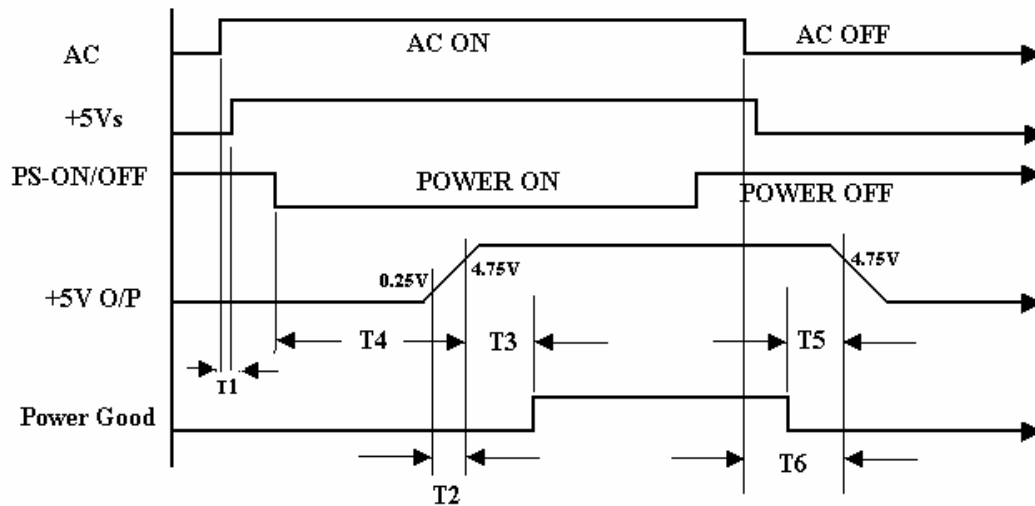 AC
AC ON
AC OFF
+5Vs
PS-ON/OFF
POWER ON
POWER OFF
+5V O/P
0.25V
4.75V
4.75V
T4
T3
T5
T1
Power Good
T6
T2